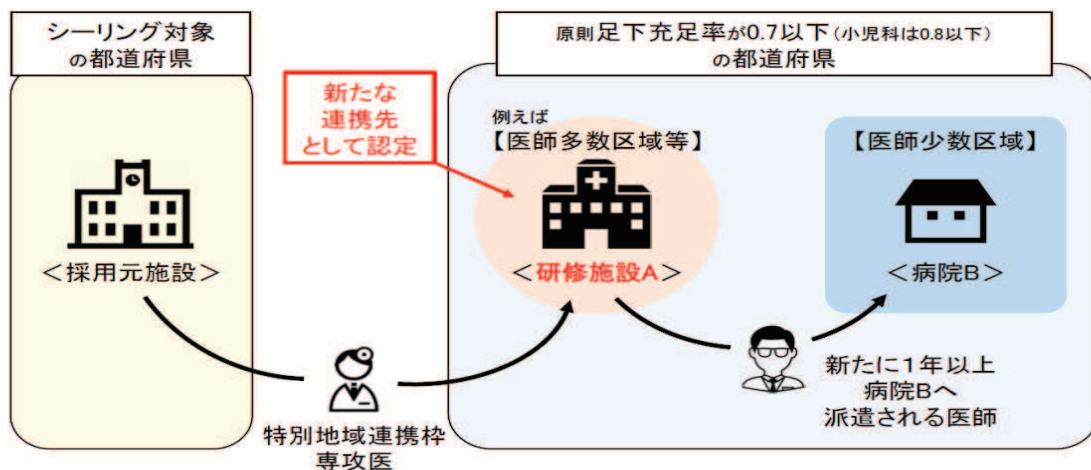 シーリング対象
の都道府県
原則足下充足率が0.7以下（小児科は0.8以下）
の都道府県
新たな
連携先
として認定
例えば
【医師多数区域等】
【医師少数区域】
＜採用元施設＞
＜研修施設A＞
＜病院B＞
特別地域連携枠
専攻医
新たに１年以上
病院Bへ
派遣される医師